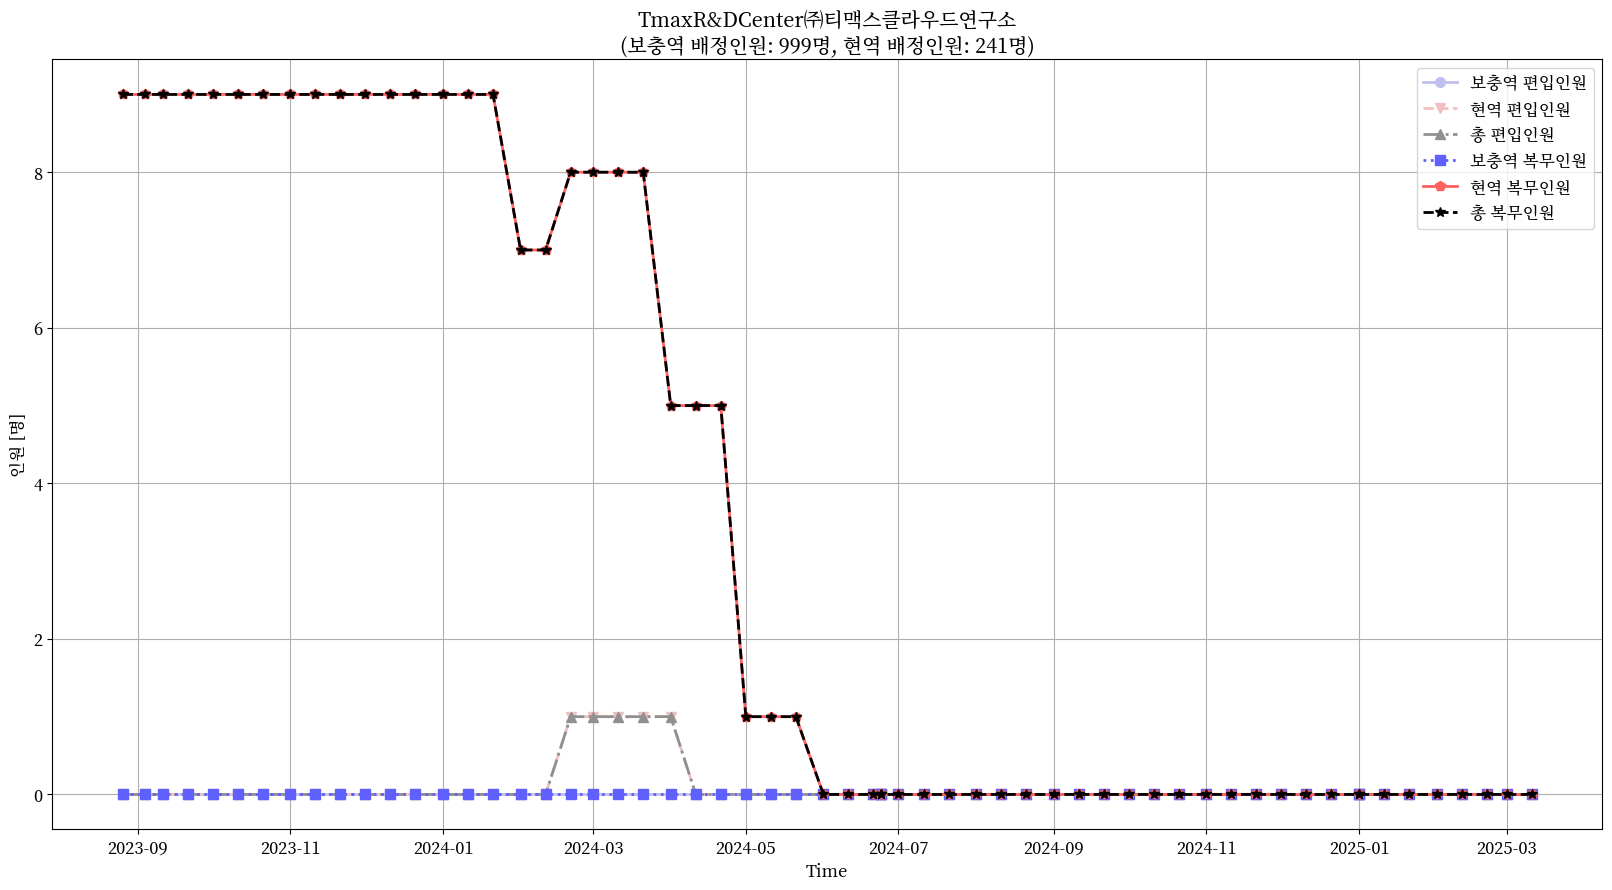 TmaxR&DCenter㈜티맥스클라우드연구소
(보충역 배정인원: 999명, 현역 배정인원: 241명)
보충역 편입인원
현역 편입인원
총 편입인원
보충역 복무인원
현역 복무인원
총 복무인원
인원 [명]
8
6
4
2
0
2023-09 2023-11 2024-01 2024-03 2024-05 2024-07 2024-09 2024-11 2025-01 2025-03
Time